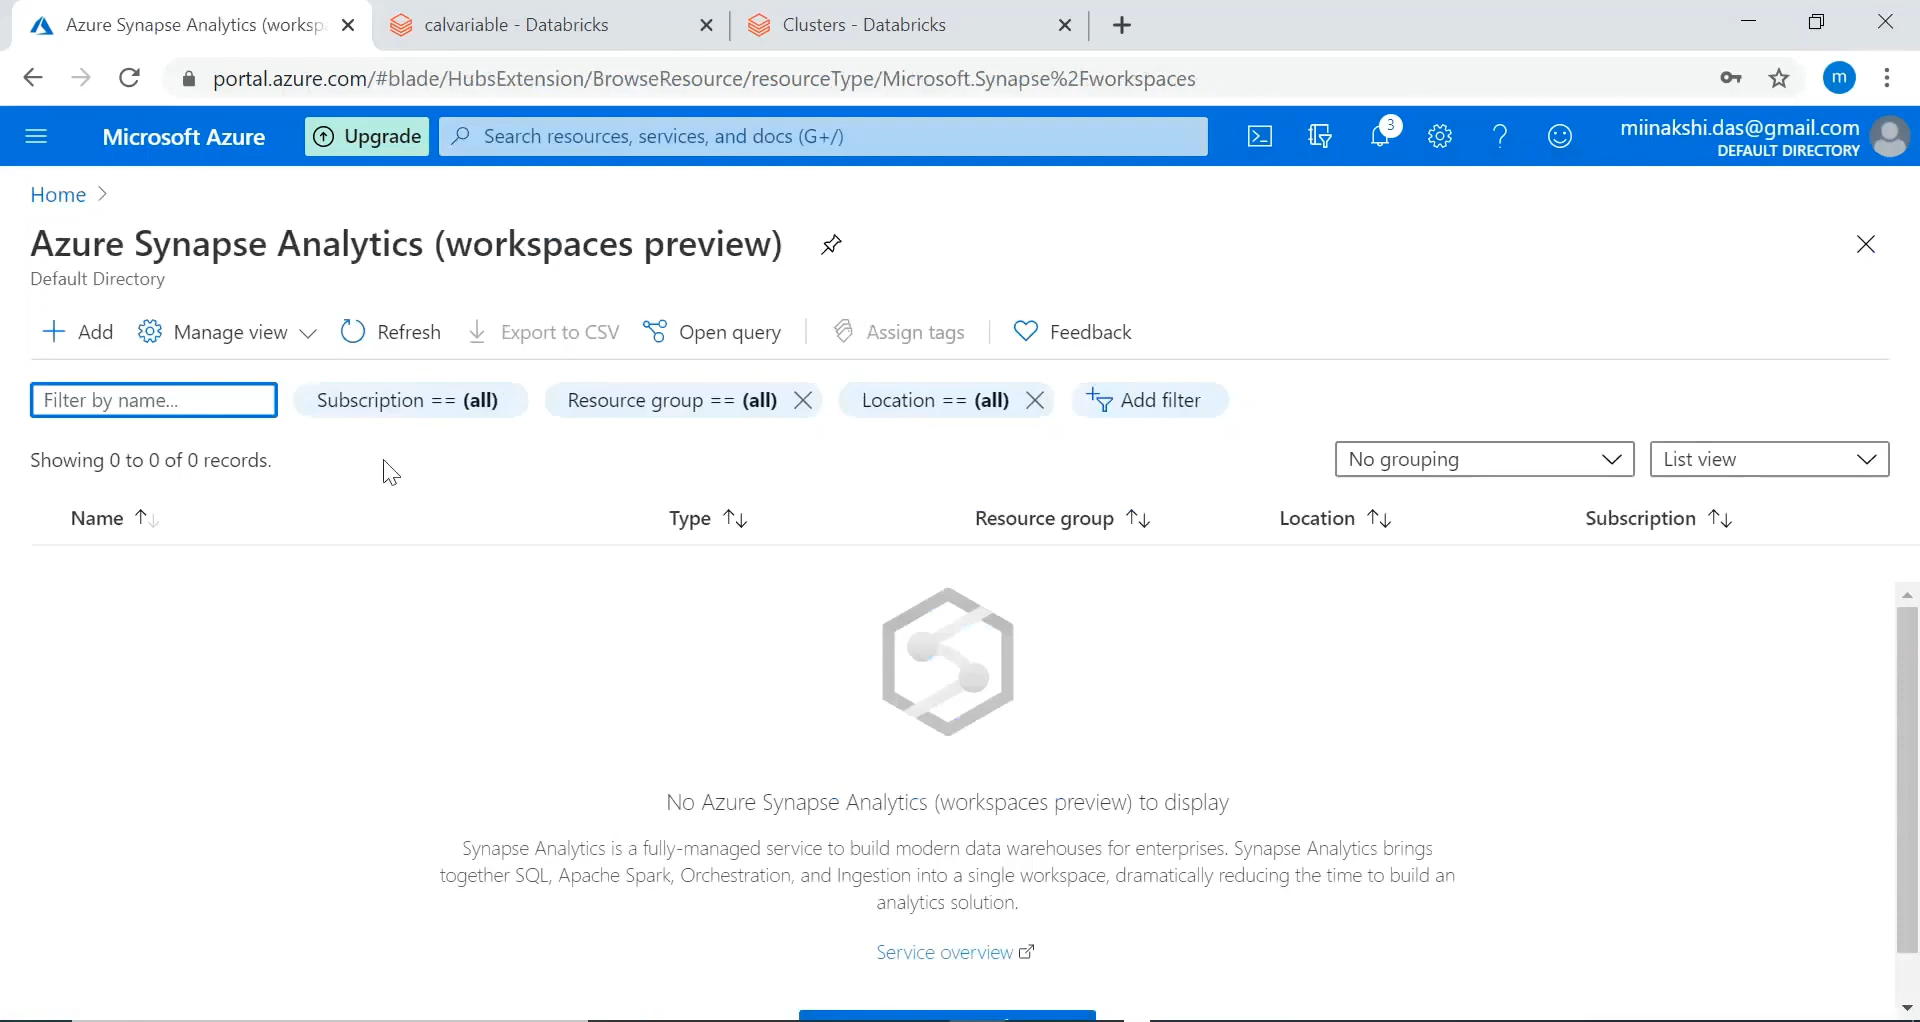 Azure Synapse Analytics (worksp
calvariable - Databricks
Clusters - Databricks
portal.azure.com/#blade/HubsExtension/BrowseResource/resourceType/Microsoft.Synapse%2Fworkspaces
m
Microsoft Azure
Upgrade
Search resources, services, and docs (G+/)
3
miinakshi.das@gmail.com
DEFAULT DIRECTORY
Home
Azure Synapse Analytics (workspaces preview)
Default Directory
Add
Manage view
Refresh
Export to CSV
Open query
Assign tags
Feedback
Filter by name...
Subscription == (all)
Resource group == (all)
Location == (all)
Add filter
Showing 0 to 0 of 0 records.
No grouping
List view
Name
Type
Resource group
Location
Subscription
No Azure Synapse Analytics (workspaces preview) to display
Synapse Analytics is a fully-managed service to build modern data warehouses for enterprises. Synapse Analytics brings
together SQL, Apache Spark, Orchestration, and Ingestion into a single workspace, dramatically reducing the time to build an
analytics solution.
Service overview